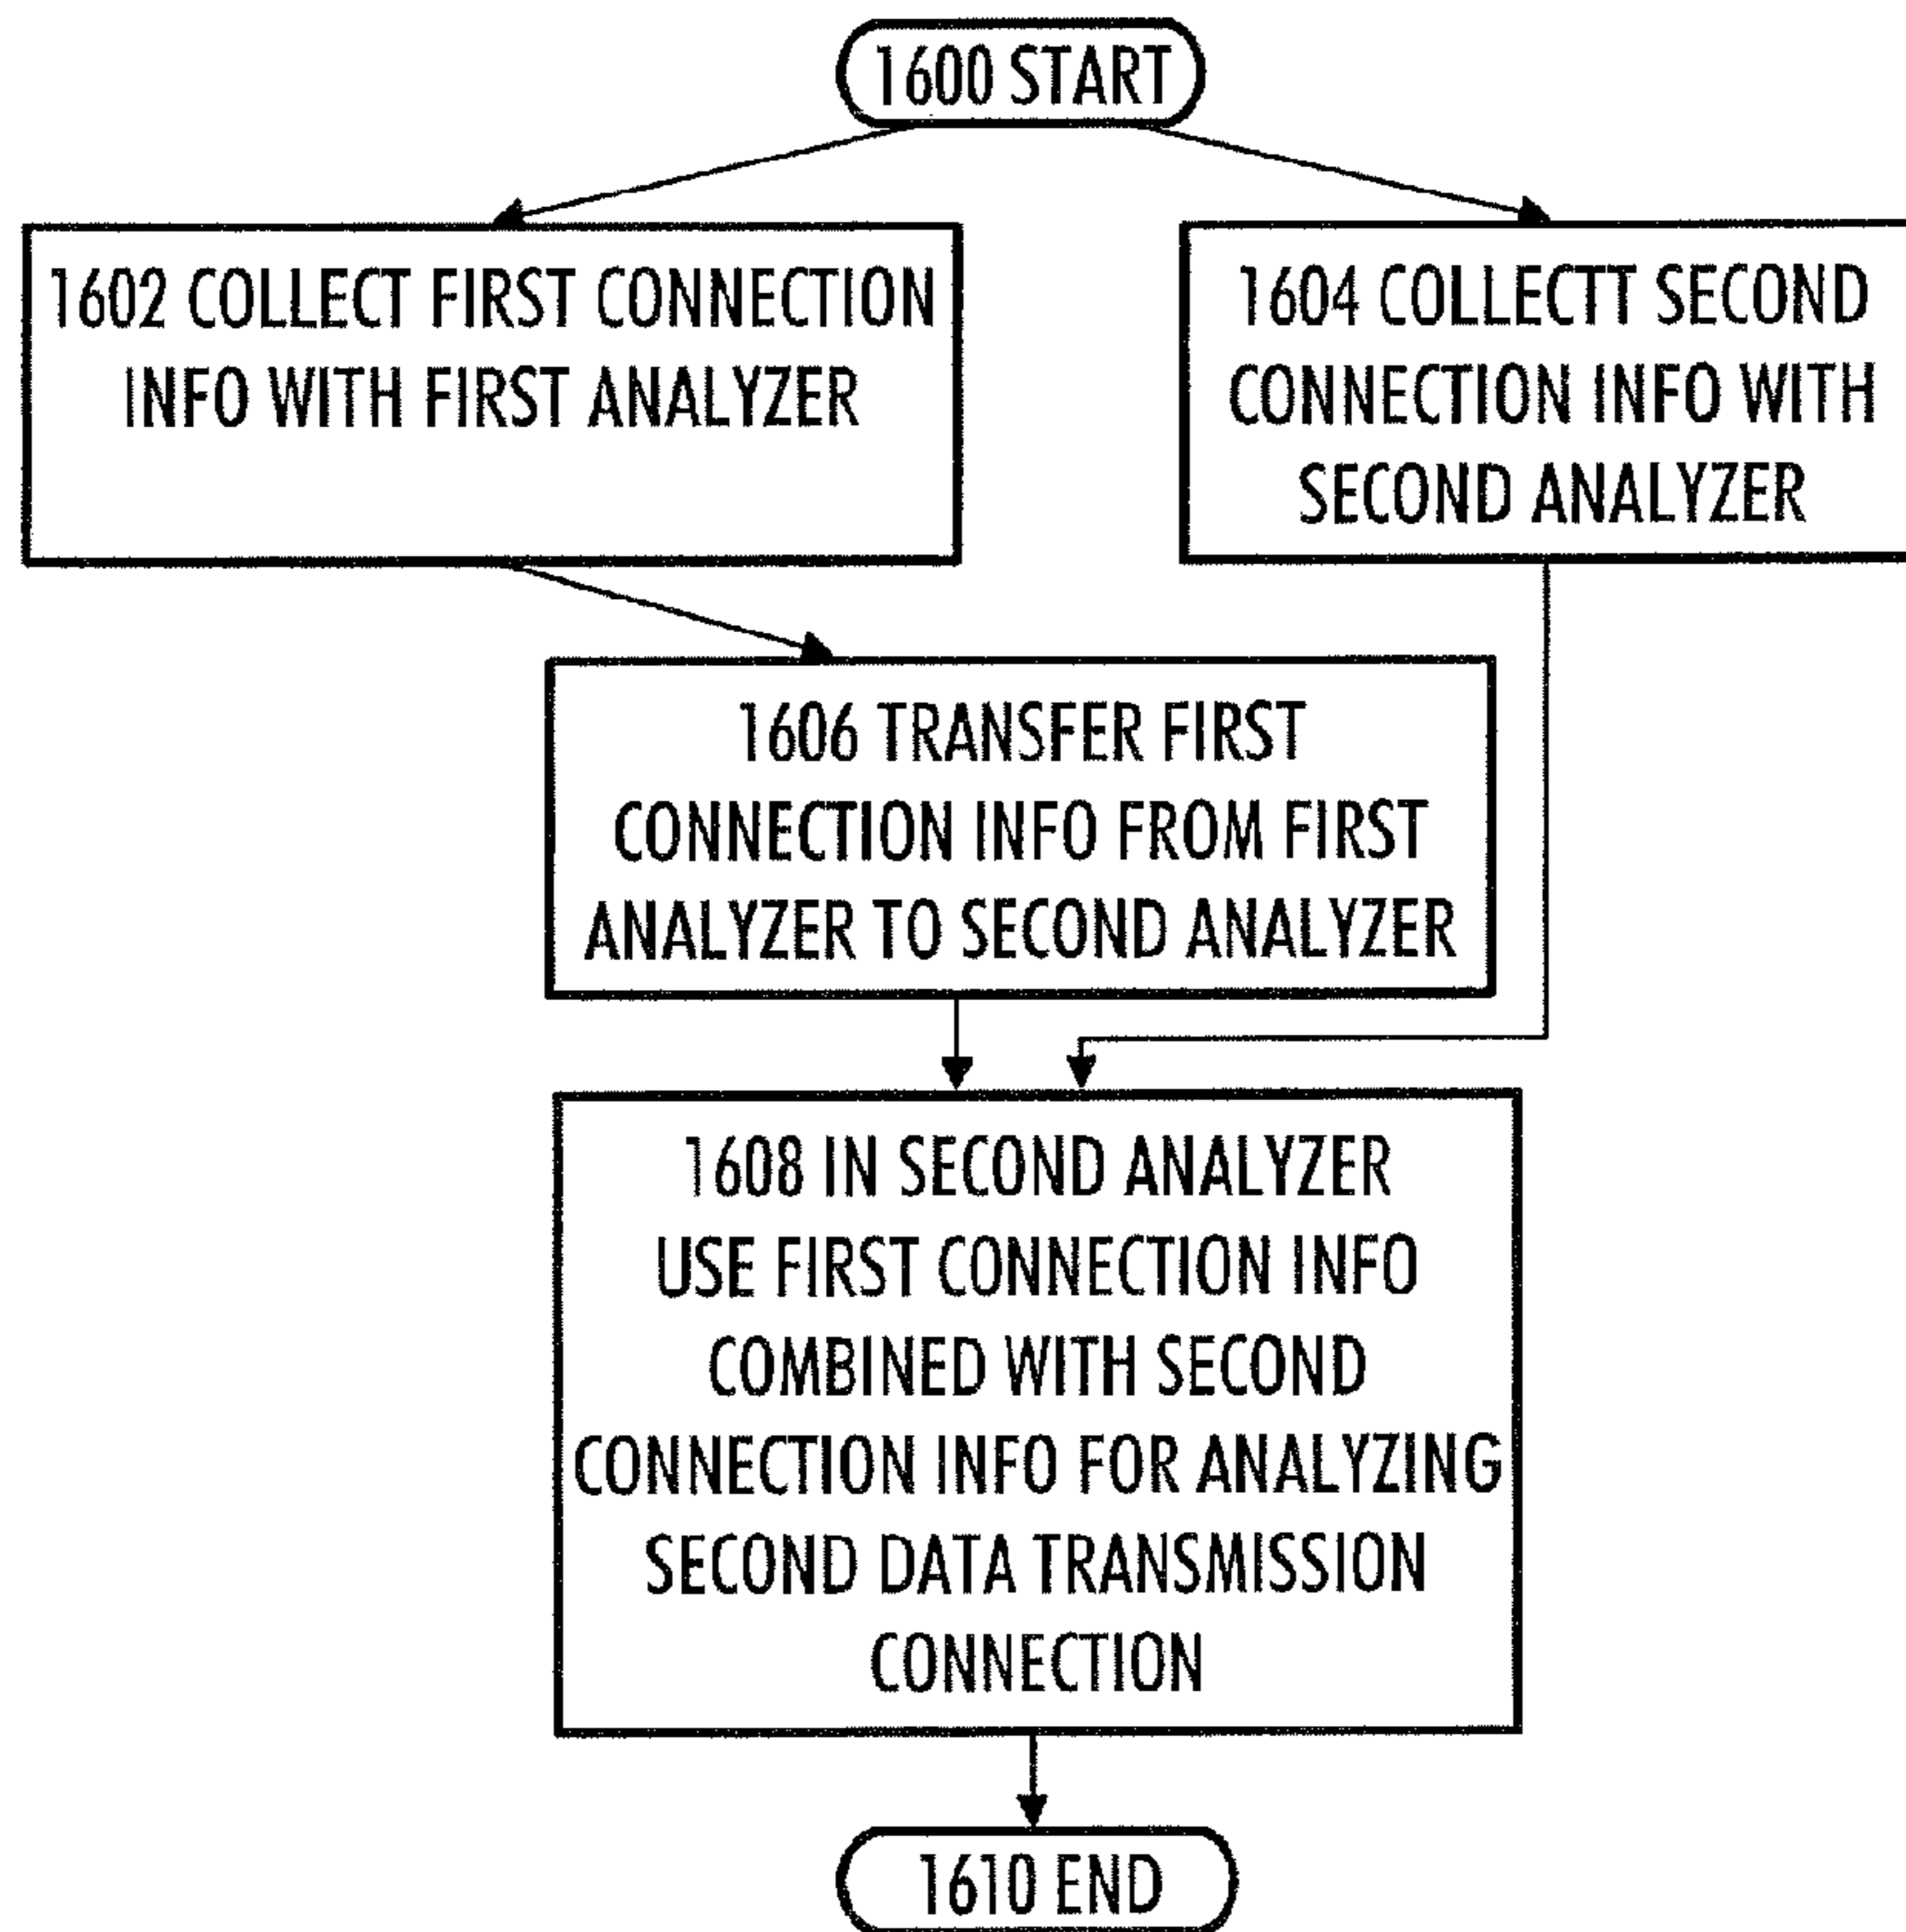 1600 START
1602 COLLECT FIRST CONNECTION
INFO WITH FIRST ANALYZER
1604 COLLECTT SECOND
CONNECTION INFO WITH
SECOND ANALYZER
1606 TRANSFER FIRST
CONNECTION INFO FROM FIRST
ANALYZER TO SECOND ANALYZER
1608 IN SECOND ANALYZER
USE FIRST CONNECTION INFO
COMBINED WITH SECOND
CONNECTION INFO FOR ANALYZING
SECOND DATA TRANSMISSION
CONNECTION
1610 END